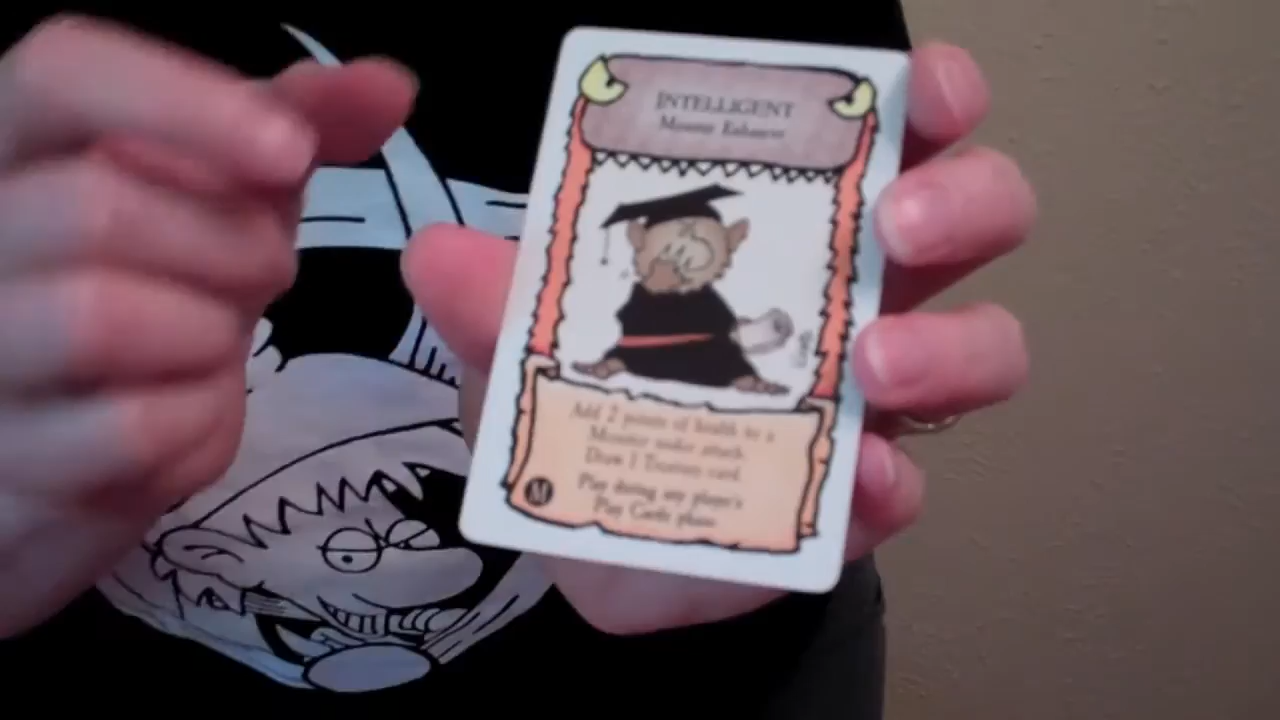 INTELLIGENT
Monster Enhancer
Add 2 points of health to a
Monster under attack.
Draw 1 Treasure card.
Play during any player's
Play Cards phase.
M